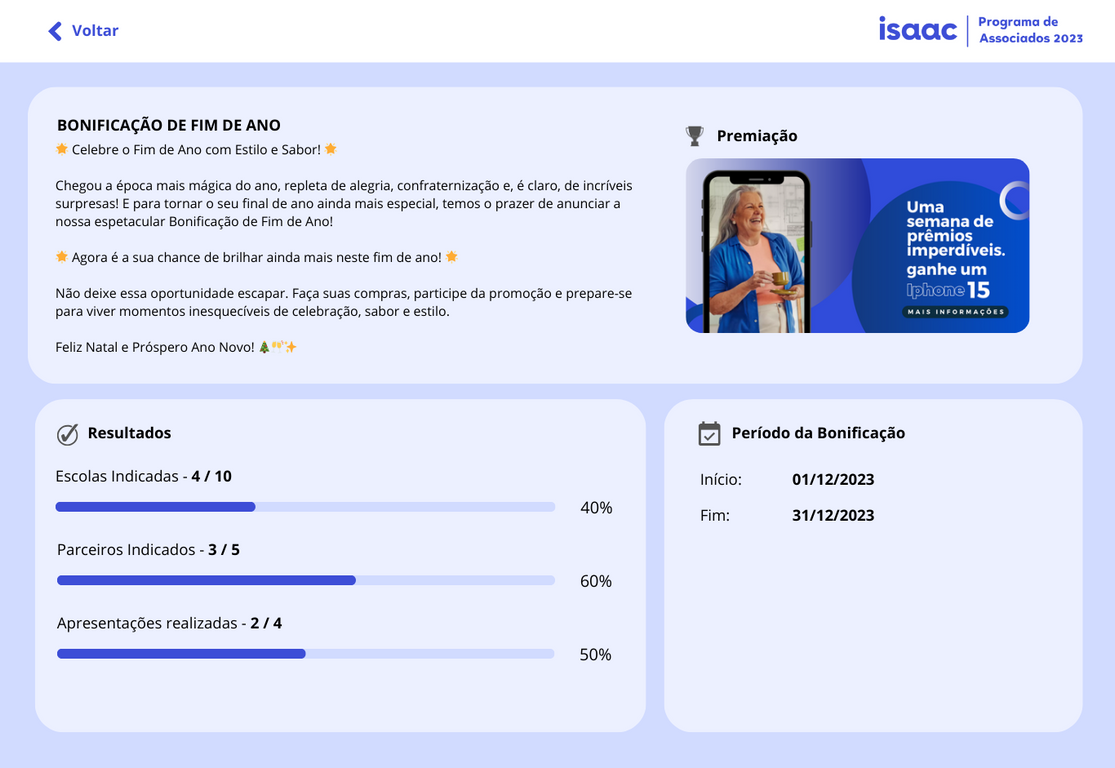 Voltar
isaac
Programa de
Associados 2023
BONIFICAÇÃO DE FIM DE ANO
🌟 Celebre o Fim de Ano com Estilo e Sabor! 🌟
Chegou a época mais mágica do ano, repleta de alegria, confraternização e, é claro, de incríveis
surpresas! E para tornar o seu final de ano ainda mais especial, temos o prazer de anunciar a
nossa espetacular Bonificação de Fim de Ano!
🌟 Agora é a sua chance de brilhar ainda mais neste fim de ano! 🌟
Não deixe essa oportunidade escapar. Faça suas compras, participe da promoção e prepare-se
para viver momentos inesquecíveis de celebração, sabor e estilo.
Feliz Natal e Próspero Ano Novo! 🎄🥂✨
Premiação
Uma
semana de
prêmios
imperdíveis.
ganhe um
Iphone 15
MAIS INFORMAÇÕES
Resultados
Escolas Indicadas - 4 / 10
40%
Parceiros Indicados - 3 / 5
60%
Apresentações realizadas - 2 / 4
50%
Período da Bonificação
Início: 01/12/2023
Fim: 31/12/2023